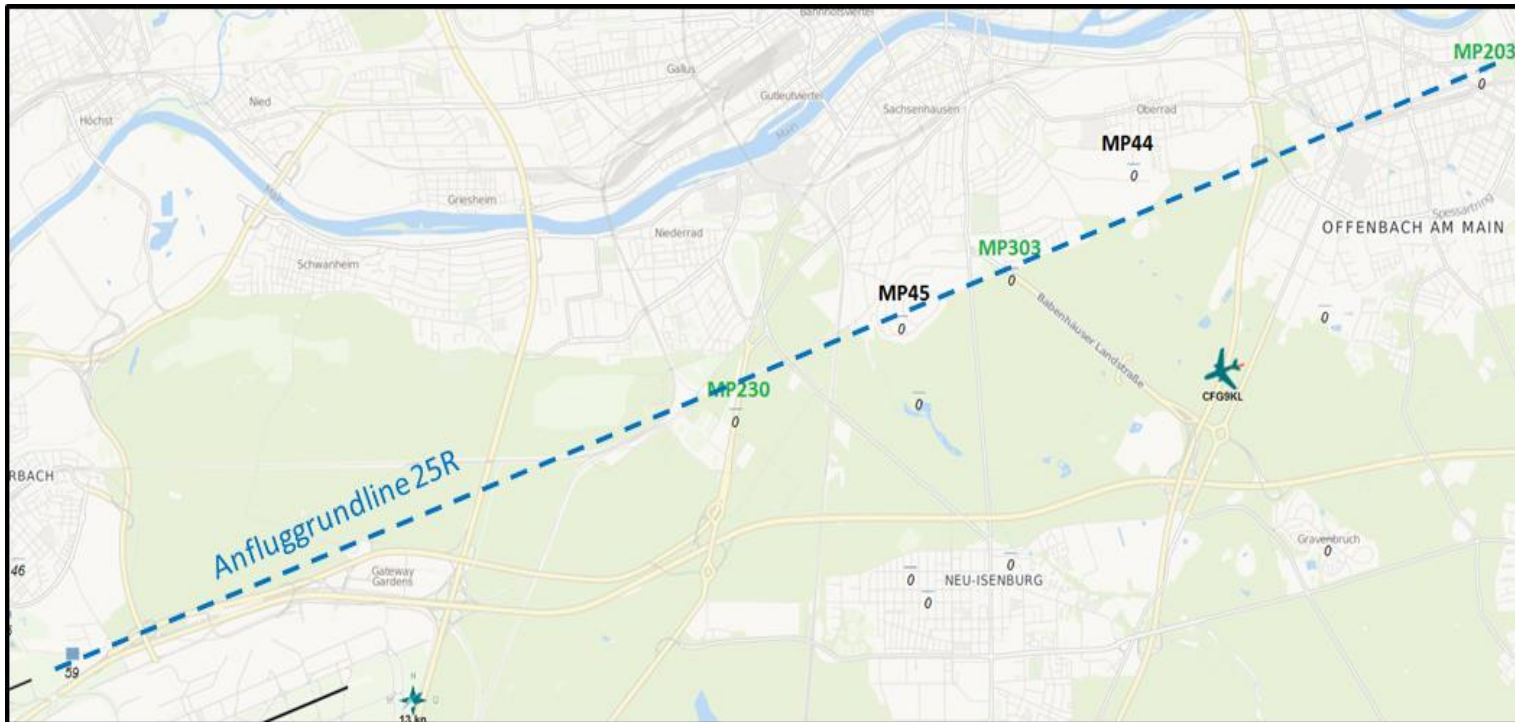 Bahnhofsviertel
MP203
0
Gallus
Nied
Höchst
Gutleutviertel
Sachsenhausen
Oberrad
Main
MP44
0
Main
Griesheim
Niederrad
Spessartring
OFFENBACH AM MAIN
Schwanheim
MP303
0
MP45
0
Babenhäuser Landstraße
0
MP230
0
0
CFG9KL
Anfluggrundline 25R
RBACH
46
Gateway
Gardens
0
0
NEU-ISENBURG
0
Gravenbruch
0
59
N
W
O
13 kn